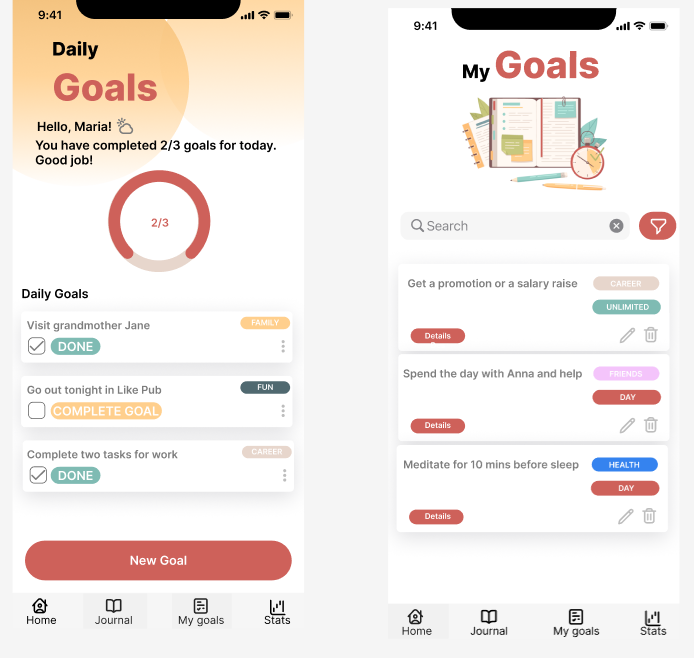 9:41
Daily
Goals
Hello, Maria!
You have completed 2/3 goals for today.
Good job!
2/3
Daily Goals
Visit grandmother Jane
FAMILY
DONE
Go out tonight in Like Pub
FUN
COMPLETE GOAL
Complete two tasks for work
CAREER
DONE
New Goal
Home
Journal
My goals
Stats
9:41
My Goals
Search
Get a promotion or a salary raise
CAREER
UNLIMITED
Details
Spend the day with Anna and help
FRIENDS
DAY
Details
Meditate for 10 mins before sleep
HEALTH
DAY
Details
Home
Journal
My goals
Stats